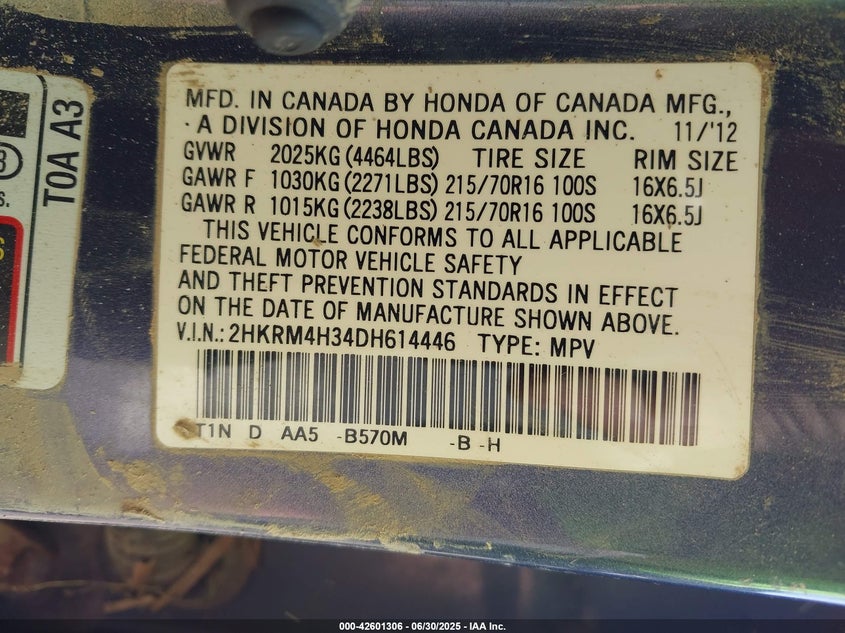 MFD. IN CANADA BY HONDA OF CANADA MFG.,
A DIVISION OF HONDA CANADA INC. 11/'12
GVWR 2025KG (4464LBS) TIRE SIZE RIM SIZE
GAWR F 1030KG (2271LBS) 215/70R16 100S 16X6.5J
GAWR R 1015KG (2238LBS) 215/70R16 100S 16X6.5J
THIS VEHICLE CONFORMS TO ALL APPLICABLE
FEDERAL MOTOR VEHICLE SAFETY
AND THEFT PREVENTION STANDARDS IN EFFECT
ON THE DATE OF MANUFACTURE SHOWN ABOVE.
V.I.N.: 2HKRM4H34DH614446 TYPE: MPV
T1N D AA5 -B570M -B -H
T0A A3
000-42601306 - 06/30/2025 - IAA Inc.